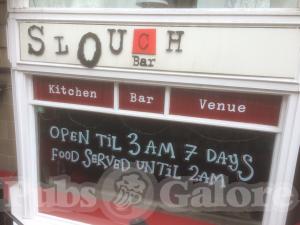 SLOUCH
Bar
Kitchen Bar Venue
OPEN TIL 3AM 7 DAYS
FOOD SERVED UNTIL 2AM
Pubs Galore